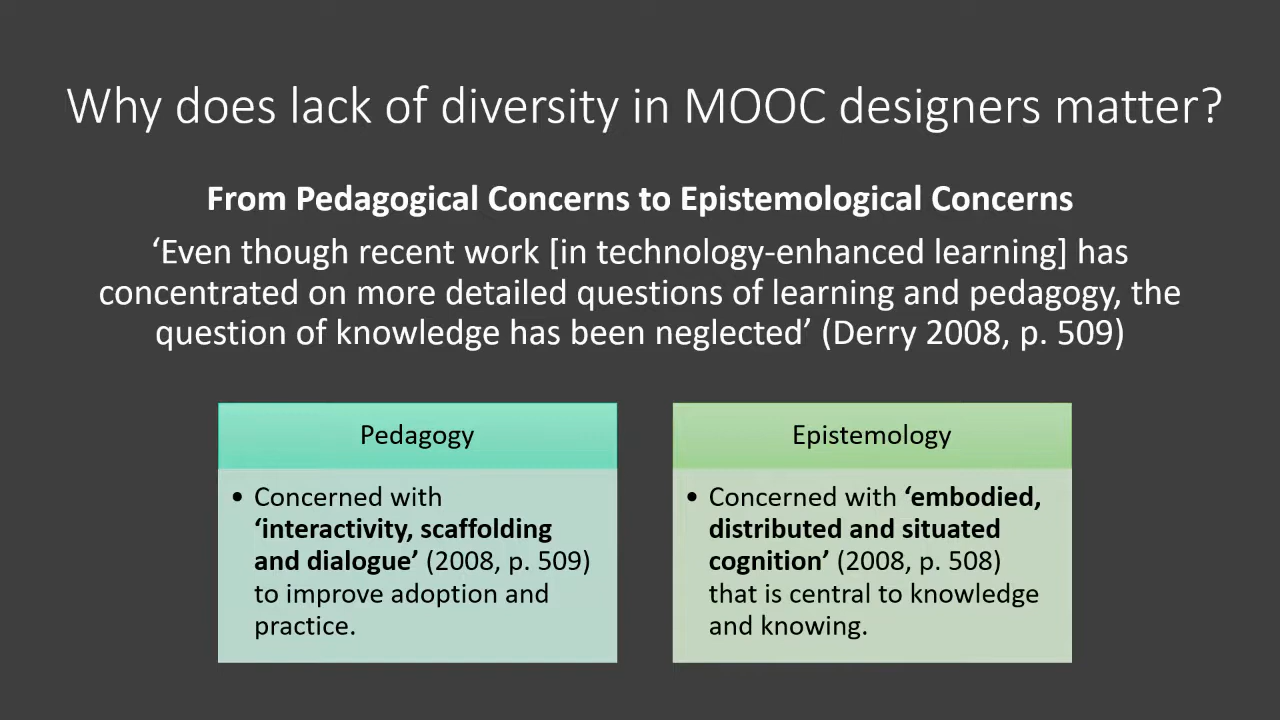 Why does lack of diversity in MOOC designers matter?
From Pedagogical Concerns to Epistemological Concerns
‘Even though recent work [in technology-enhanced learning] has
concentrated on more detailed questions of learning and pedagogy, the
question of knowledge has been neglected’ (Derry 2008, p. 509)
Pedagogy
• Concerned with
‘interactivity, scaffolding
and dialogue’ (2008, p. 509)
to improve adoption and
practice.
Epistemology
• Concerned with ‘embodied,
distributed and situated
cognition’ (2008, p. 508)
that is central to knowledge
and knowing.